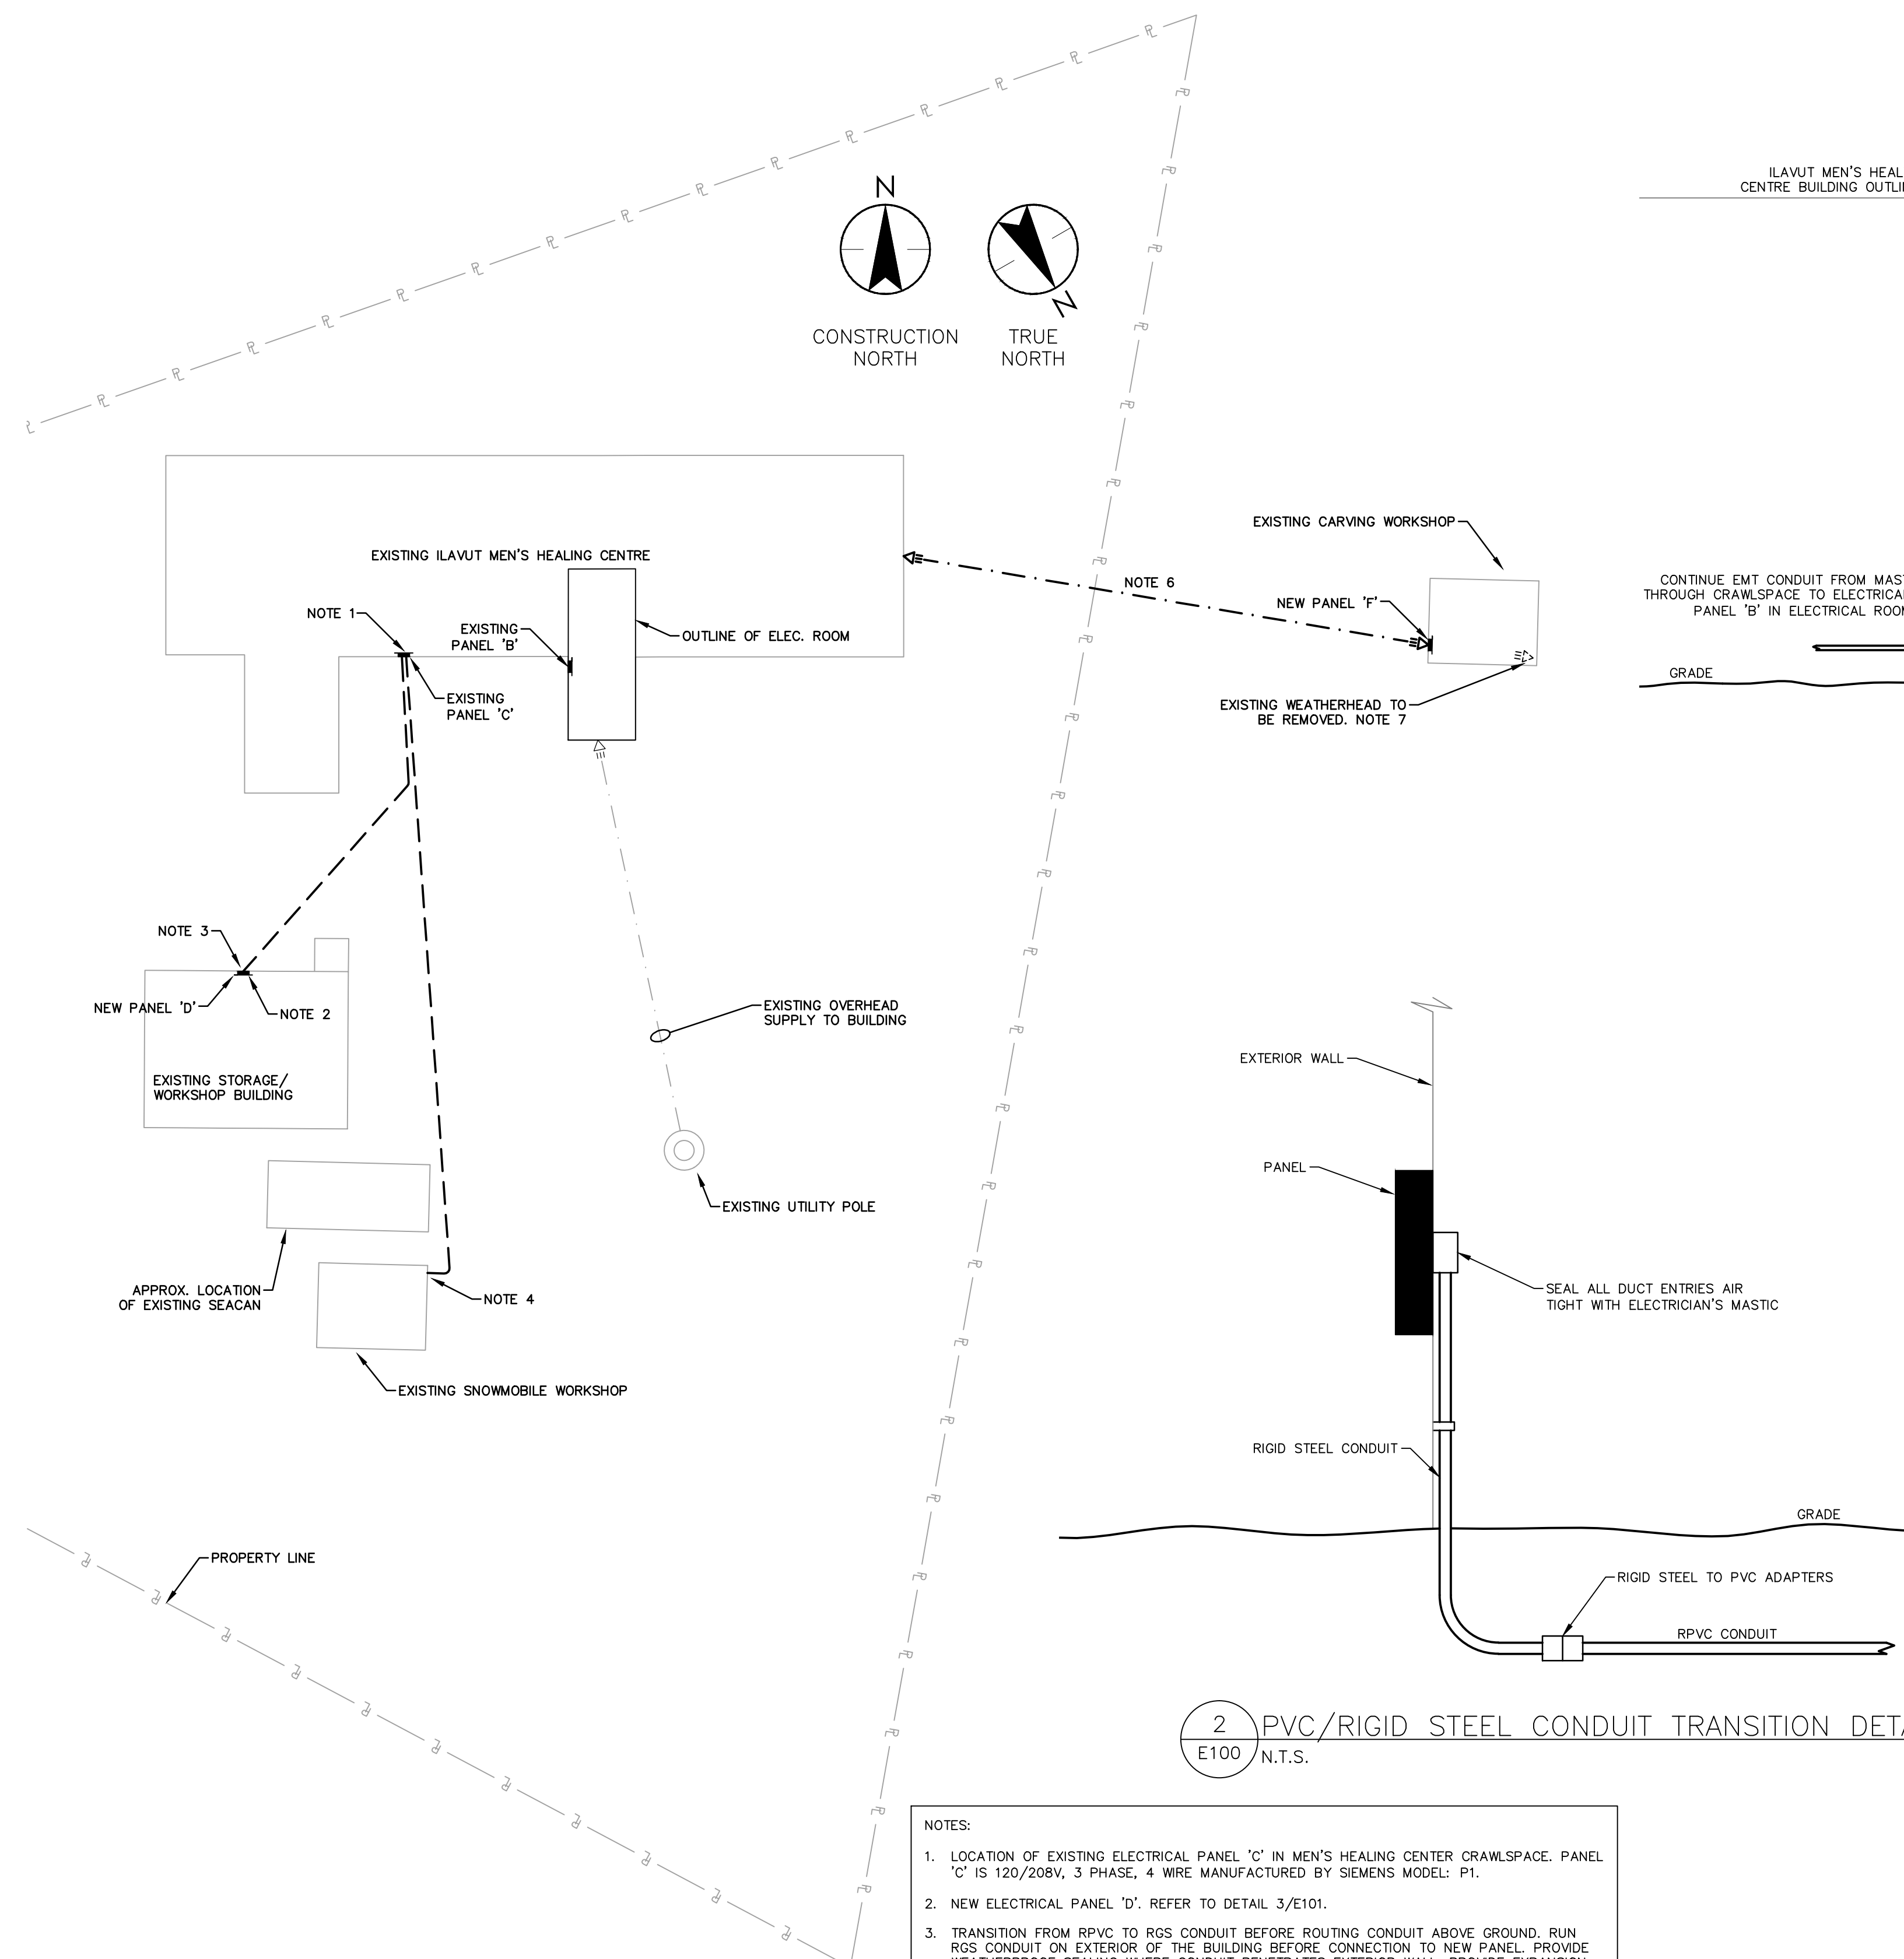 N
N
CONSTRUCTION
NORTH
TRUE
NORTH
ILAVUT MEN'S HEAL
CENTRE BUILDING
EXISTING ILAVUT MEN'S HEALING CENTRE
NOTE 1
EXISTING
PANEL 'B'
OUTLINE OF ELEC. ROOM
EXISTING
PANEL 'C'
NOTE 6
EXISTING CARVING WORKSHOP
NEW PANEL 'F'
EXISTING WEATHERHEAD TO
BE REMOVED. NOTE 7
CONTINUE EMT CONDUIT FROM
THROUGH CRAWLSPACE TO
PANEL 'B' IN ELECTRICAL
GRADE
NOTE 3
NEW PANEL 'D'
NOTE 2
EXISTING STORAGE/
WORKSHOP BUILDING
EXISTING OVERHEAD
SUPPLY TO BUILDING
EXISTING UTILITY POLE
APPROX. LOCATION
OF EXISTING SEACAN
NOTE 4
EXISTING SNOWMOBILE WORKSHOP
PROPERTY LINE
EXTERIOR WALL
PANEL
SEAL ALL DUCT ENTRIES AIR
TIGHT WITH ELECTRICIAN'S MASTIC
RIGID STEEL CONDUIT
GRADE
RIGID STEEL TO PVC ADAPTERS
RPVC CONDUIT
2
E100
PVC/RIGID STEEL CONDUIT TRANSITION
N.T.S.
NOTES:
1. LOCATION OF EXISTING ELECTRICAL PANEL 'C' IN MEN'S HEALING CENTER CRAWLSPACE. PANEL
'C' IS 120/208V, 3 PHASE, 4 WIRE MANUFACTURED BY SIEMENS MODEL: P1.
2. NEW ELECTRICAL PANEL 'D'. REFER TO DETAIL 3/E101.
3. TRANSITION FROM RPVC TO RGS CONDUIT BEFORE ROUTING CONDUIT ABOVE GROUND. RUN
RGS CONDUIT ON EXTERIOR OF THE BUILDING BEFORE CONNECTION TO NEW PANEL. PROVIDE